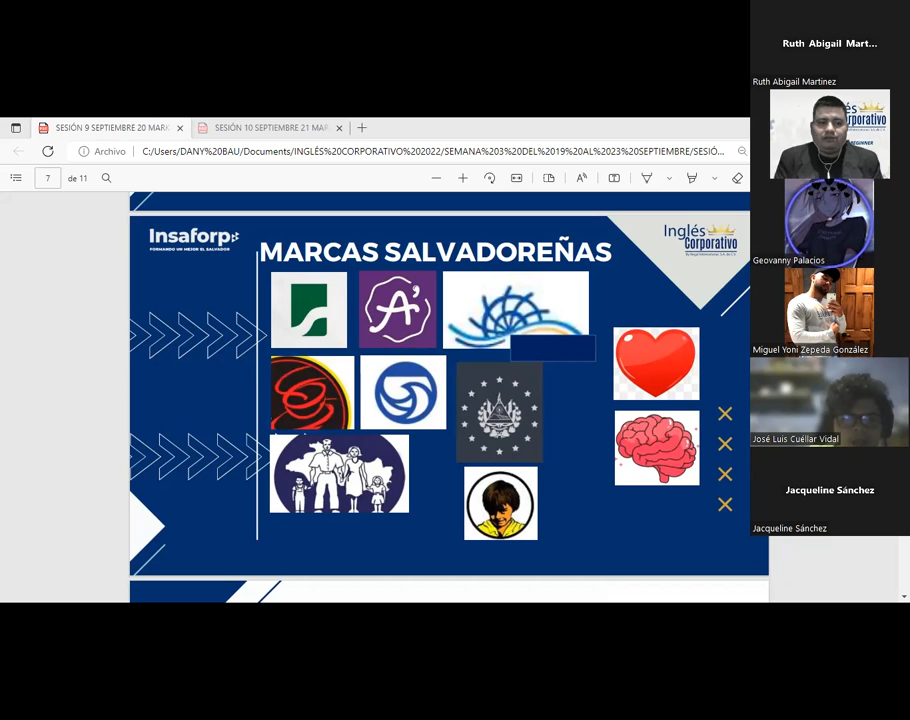 Ruth Abigail Mart...
Ruth Abigail Martinez
SESIÓN 9 SEPTIEMBRE 20 MAR
SESIÓN 10 SEPTIEMBRE 21 MAR
Archivo
C:/Users/DANY%20BAU/Documents/INGLÉS%20CORPORATIVO%202022/SEMANA%203%20DEL%2019%20AL%2023%20SEPTIEMBRE/SESIÓ...
7
de 11
Insaforp
FORMANDO UN MEJOR EL SALVADOR
MARCAS SALVADOREÑAS
Inglés
Corporativo
A'
Inglés
Corporativo
BEGINNER
Geovanny Palacios
Miguel Yoni Zepeda González
José Luis Cuéllar Vidal
Jacqueline Sánchez
Jacqueline Sánchez